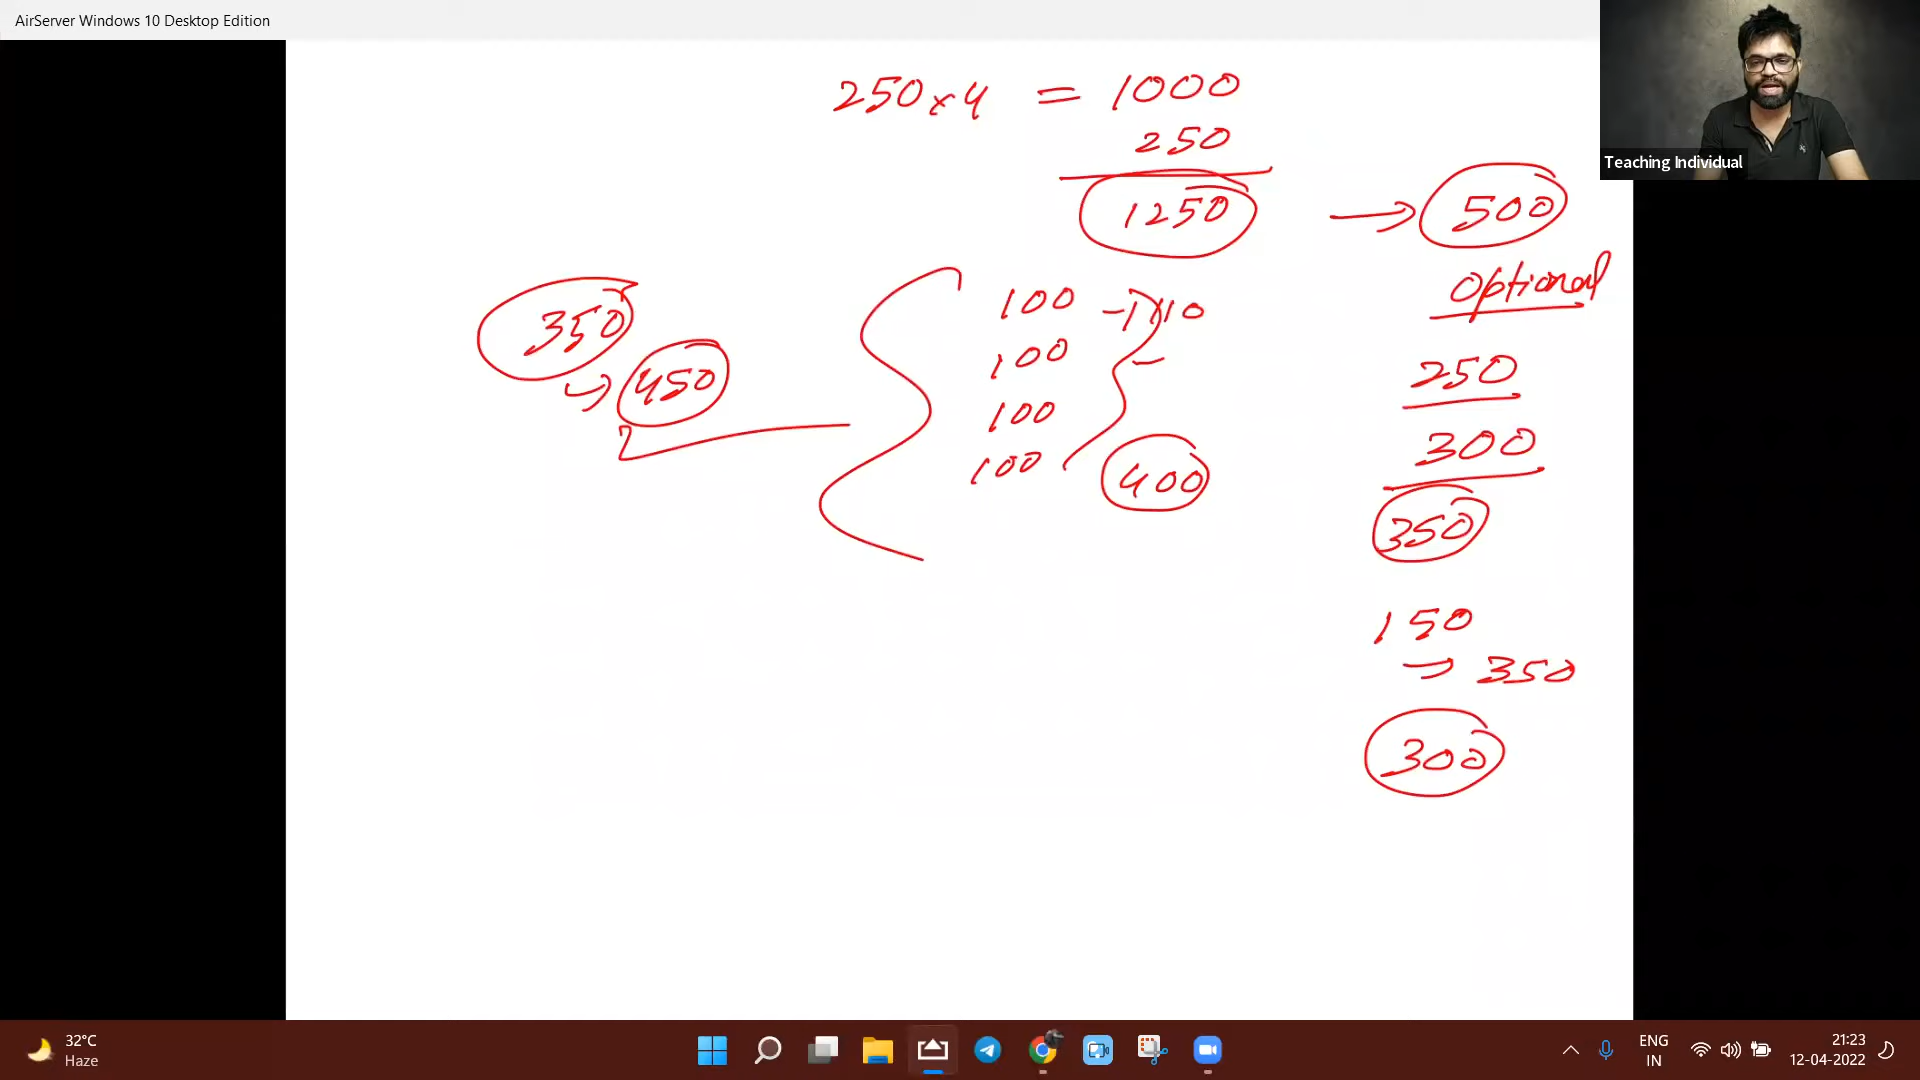 AirServer Windows 10 Desktop Edition
Teaching Individual
250 x 4 = 1000
250
1250 → 500
Optional
350
→ 450
100 - 110
100 -
100
100
400
250
300
350
150
→ 350
300
32°C
Haze
ENG
IN
21:23
12-04-2022